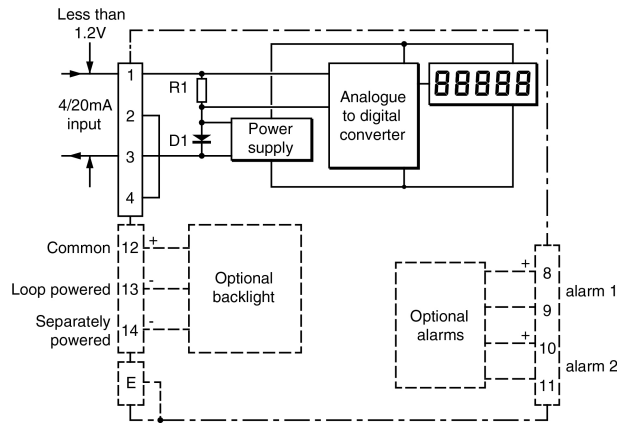 Less than
1.2V
1
R1
4/20mA
input
2
D1
3
4
Power
supply
Analogue
to digital
converter
88888
Common
12
+
Loop powered
13
-
Separately
powered
14
-
Optional
backlight
E
Optional
alarms
+
8
alarm 1
9
+
10
alarm 2
11